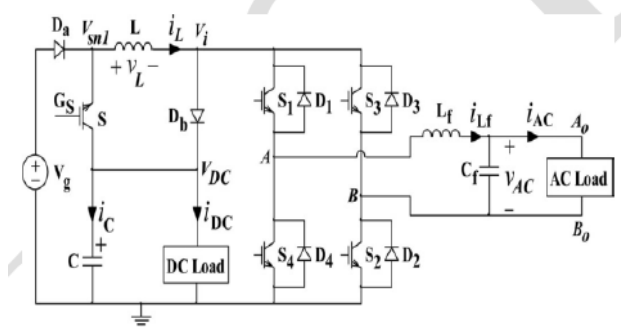 Da Vsn1 L iL Vi
+ vL −
GS S
Db
S1 D1 S3 D3
Lf iLf iAC Ao
A
+ Vg
−
VDC
Cf + vAC − AC Load
B
Bo
iC iDC
+
C
DC Load
S4 D4 S2 D2